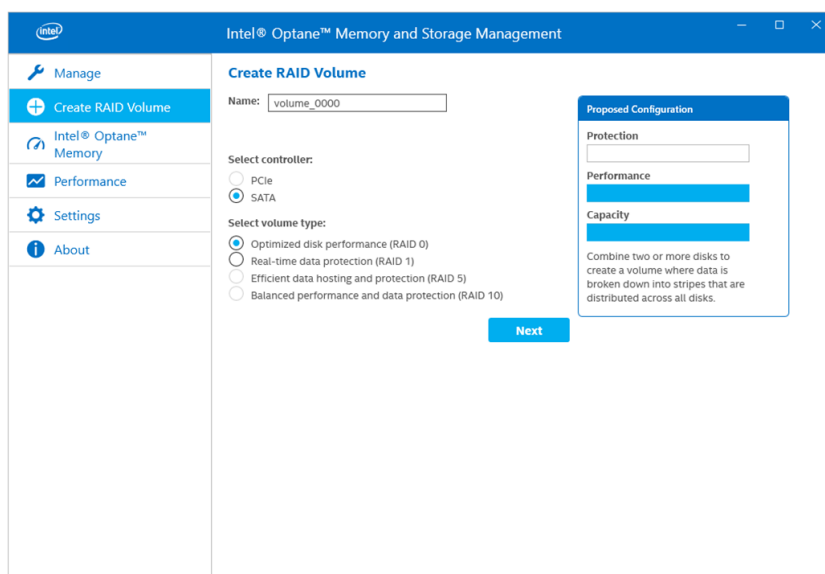 intel
Intel® Optane™ Memory and Storage Management
Manage
Create RAID Volume
Intel® Optane™
Memory
Performance
Settings
About
Create RAID Volume
Name: volume_0000
Select controller:
PCIe
SATA
Select volume type:
Optimized disk performance (RAID 0)
Real-time data protection (RAID 1)
Efficient data hosting and protection (RAID 5)
Balanced performance and data protection (RAID 10)
Next
Proposed Configuration
Protection
Performance
Capacity
Combine two or more disks to
create a volume where data is
broken down into stripes that are
distributed across all disks.